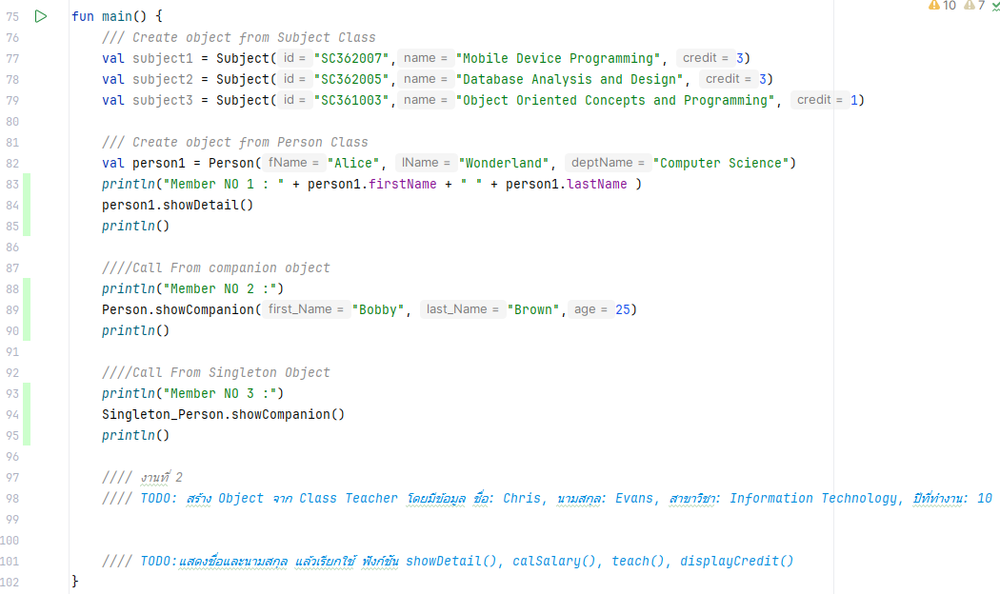 10 7
75 fun main() {
76 /// Create object from Subject Class
77 val subject1 = Subject( id = "SC362007", name = "Mobile Device Programming", credit = 3)
78 val subject2 = Subject( id = "SC362005", name = "Database Analysis and Design", credit = 3)
79 val subject3 = Subject( id = "SC361003", name = "Object Oriented Concepts and Programming", credit = 1)
80
81 /// Create object from Person Class
82 val person1 = Person( fName = "Alice", lName = "Wonderland", deptName = "Computer Science")
83 println("Member NO 1 : " + person1.firstName + " " + person1.lastName )
84 person1.showDetail()
85 println()
86
87 ////Call From companion object
88 println("Member NO 2 :")
89 Person.showCompanion( first_Name = "Bobby", last_Name = "Brown", age = 25)
90 println()
91
92 ////Call From Singleton Object
93 println("Member NO 3 :")
94 Singleton_Person.showCompanion()
95 println()
96
97 //// งานที่ 2
98 //// TODO: สร้าง Object จาก Class Teacher โดยมีข้อมูล ชื่อ: Chris, นามสกุล: Evans, สาขาวิชา: Information Technology, ปีที่ทำงาน: 10
99
100
101 //// TODO:แสดงชื่อและนามสกุล แล้วเรียกใช้ ฟังก์ชัน showDetail(), calSalary(), teach(), displayCredit()
102 }